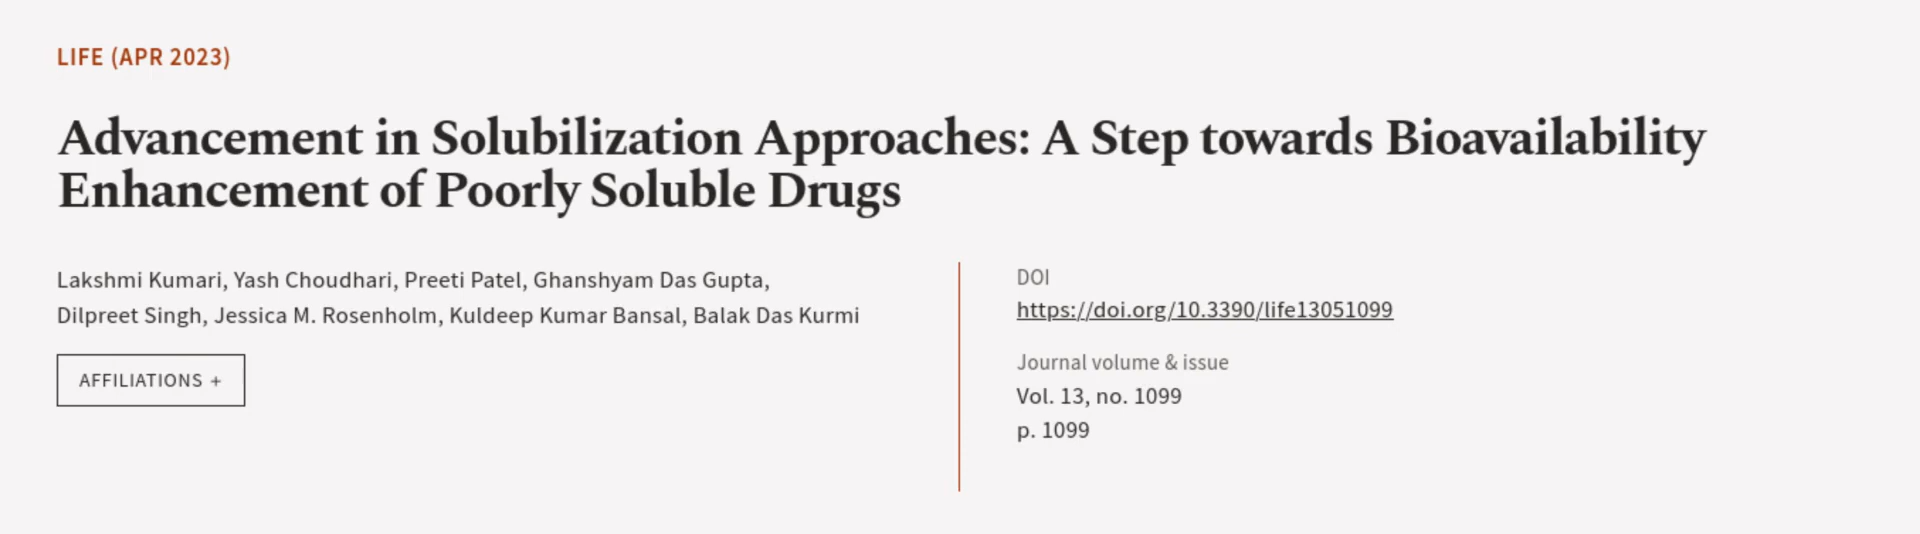 LIFE (APR 2023)
Advancement in Solubilization Approaches: A Step towards Bioavailability
Enhancement of Poorly Soluble Drugs
Lakshmi Kumari, Yash Choudhari, Preeti Patel, Ghanshyam Das Gupta,
Dilpreet Singh, Jessica M. Rosenholm, Kuldeep Kumar Bansal, Balak Das Kurmi
AFFILIATIONS +
DOI
https://doi.org/10.3390/life13051099
Journal volume & issue
Vol. 13, no. 1099
p. 1099